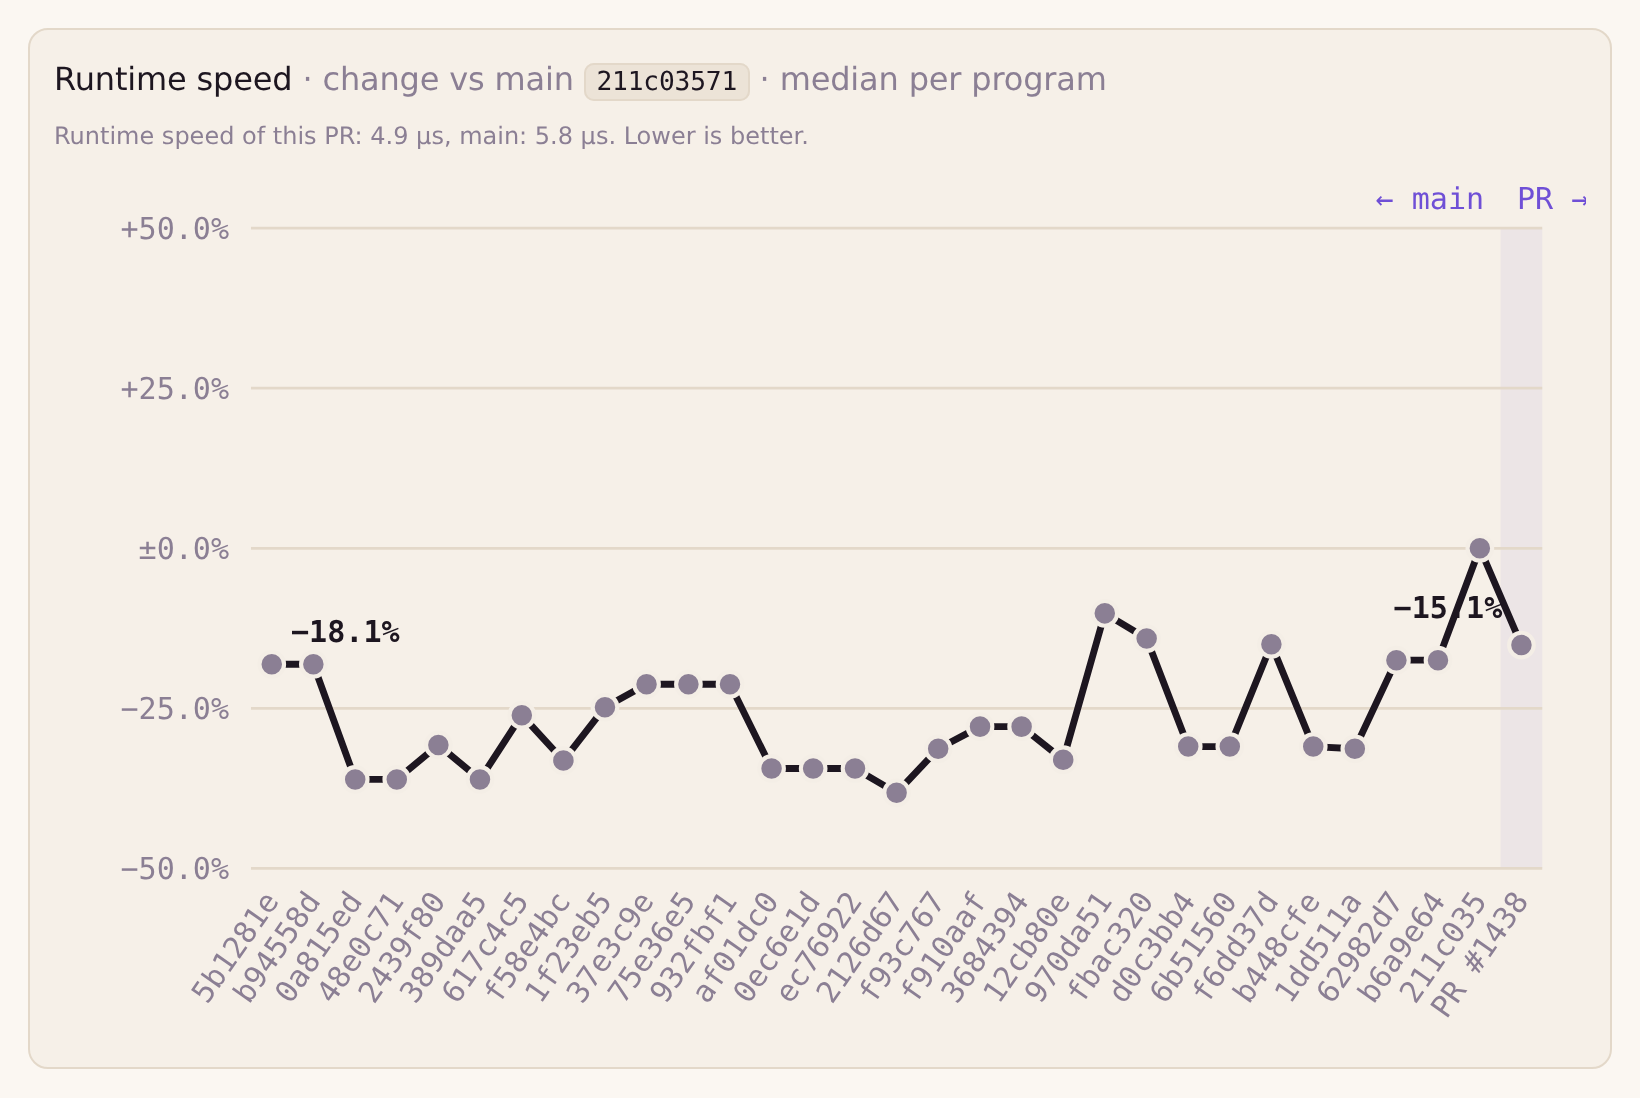 Runtime speed · change vs main 211c03571 · median per program
Runtime speed of this PR: 4.9 µs, main: 5.8 µs. Lower is better.
← main PR →
+50.0%
+25.0%
±0.0%
−25.0%
−50.0%
−18.1%
−15.1%
5b1281e
b94558d
0a815ed
48e0c71
2439f80
389daa5
617c4c5
f58e4bc
1f23eb5
37e3c9e
75e36e5
932fbf1
af01dc0
0ec6e1d
ec76922
2126d67
f93c767
f910aaf
3684394
12cb80e
970da51
fbac320
d0c3bb4
6b51560
f6dd37d
b448cfe
1dd511a
62982d7
b6a9e64
211c035
PR #1438